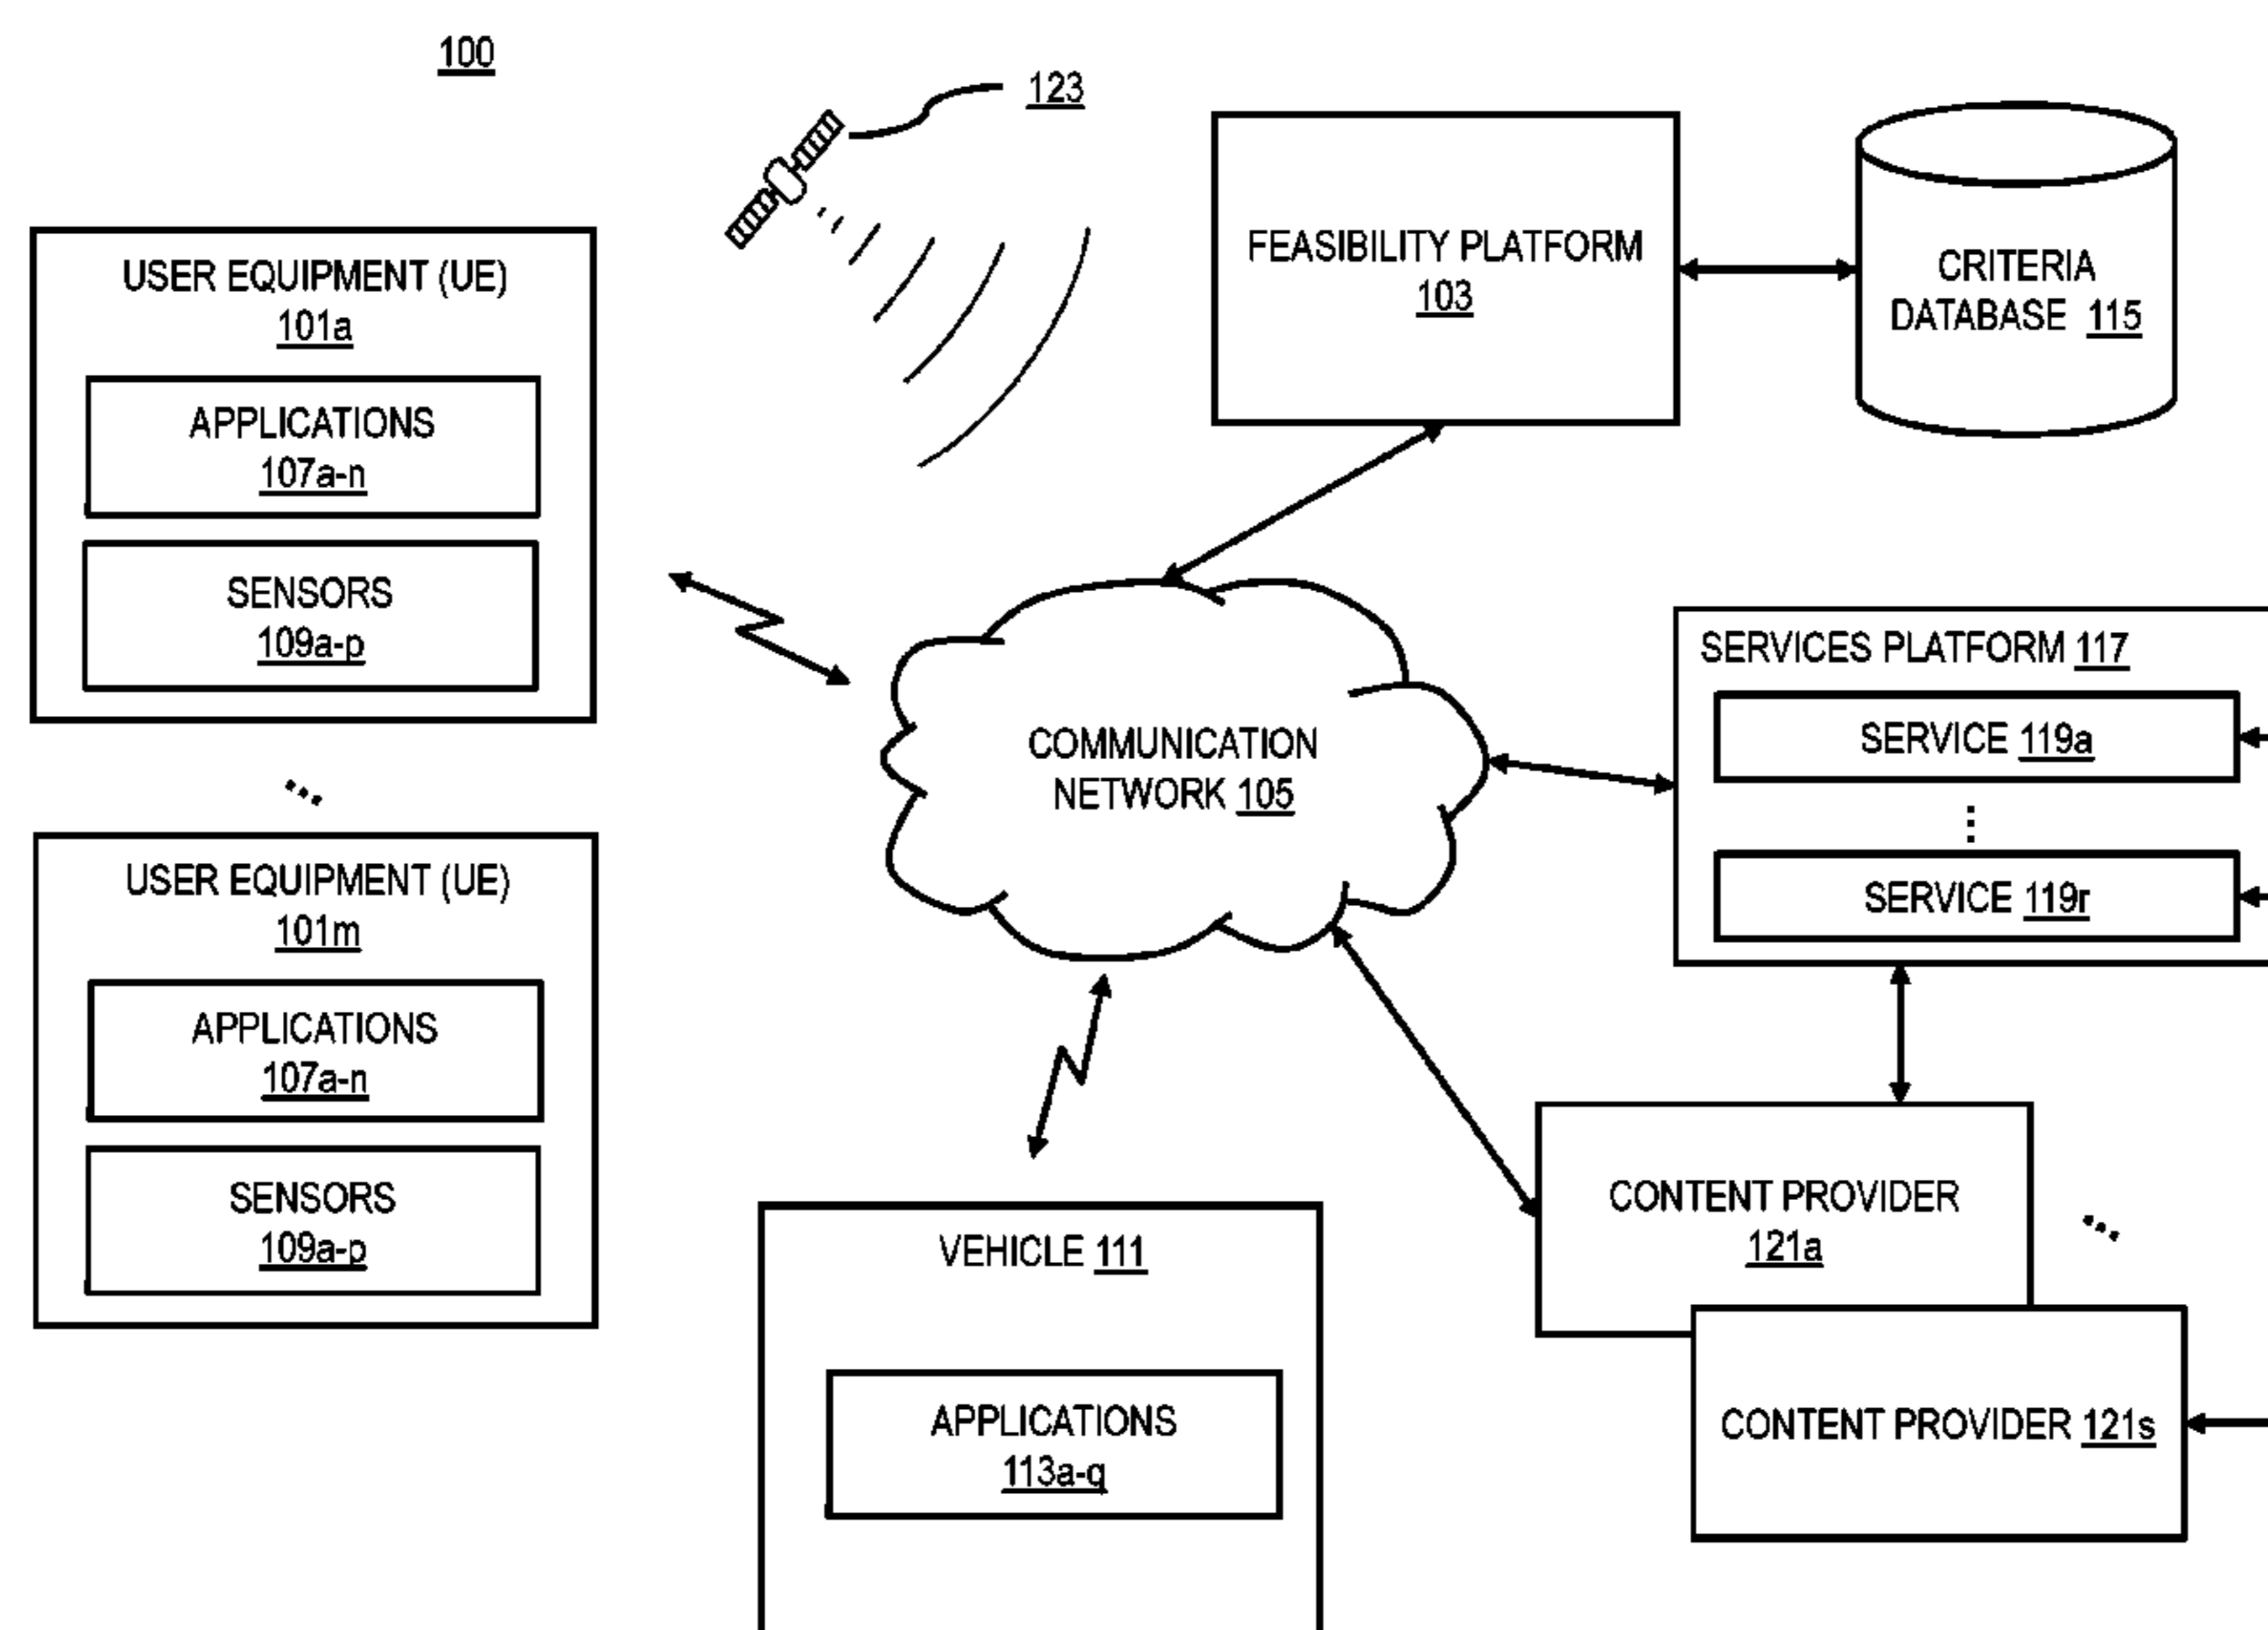 100
123
USER EQUIPMENT (UE)
101a
APPLICATIONS
107a-n
SENSORS
109a-p
...
USER EQUIPMENT (UE)
101m
APPLICATIONS
107a-n
SENSORS
109a-p
FEASIBILITY PLATFORM
103
CRITERIA
DATABASE 115
COMMUNICATION
NETWORK 105
SERVICES PLATFORM 117
SERVICE 119a
...
SERVICE 119r
VEHICLE 111
APPLICATIONS
113a-q
CONTENT PROVIDER
121a
...
CONTENT PROVIDER 121s